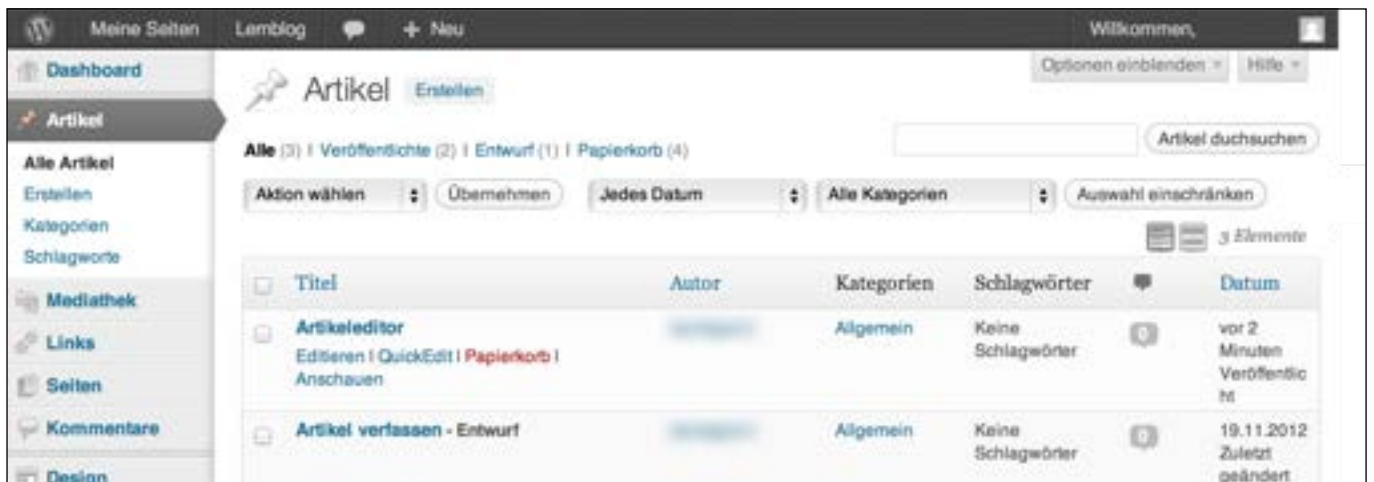 Meine Seiten Lernblog + Neu Willkommen,
Dashboard
Artikel
Alle Artikel
Erstellen
Kategorien
Schlagworte
Mediathek
Links
Seiten
Kommentare
Design
Optionen einblenden Hilfe
Artikel Erstellen
Artikel duchsuchen
Alle (3) | Veröffentlichte (2) | Entwurf (1) | Papierkorb (4)
Aktion wählen Übernehmen Jedes Datum Alle Kategorien Auswahl einschränken
3 Elemente
Titel Autor Kategorien Schlagwörter Datum
Artikeleditor Allgemein Keine Schlagwörter 0 vor 2
Editieren | QuickEdit | Papierkorb | Minuten
Anschauen Veröffentlic
ht
Artikel verfassen - Entwurf Allgemein Keine Schlagwörter 0 19.11.2012
Zuletzt
geändert